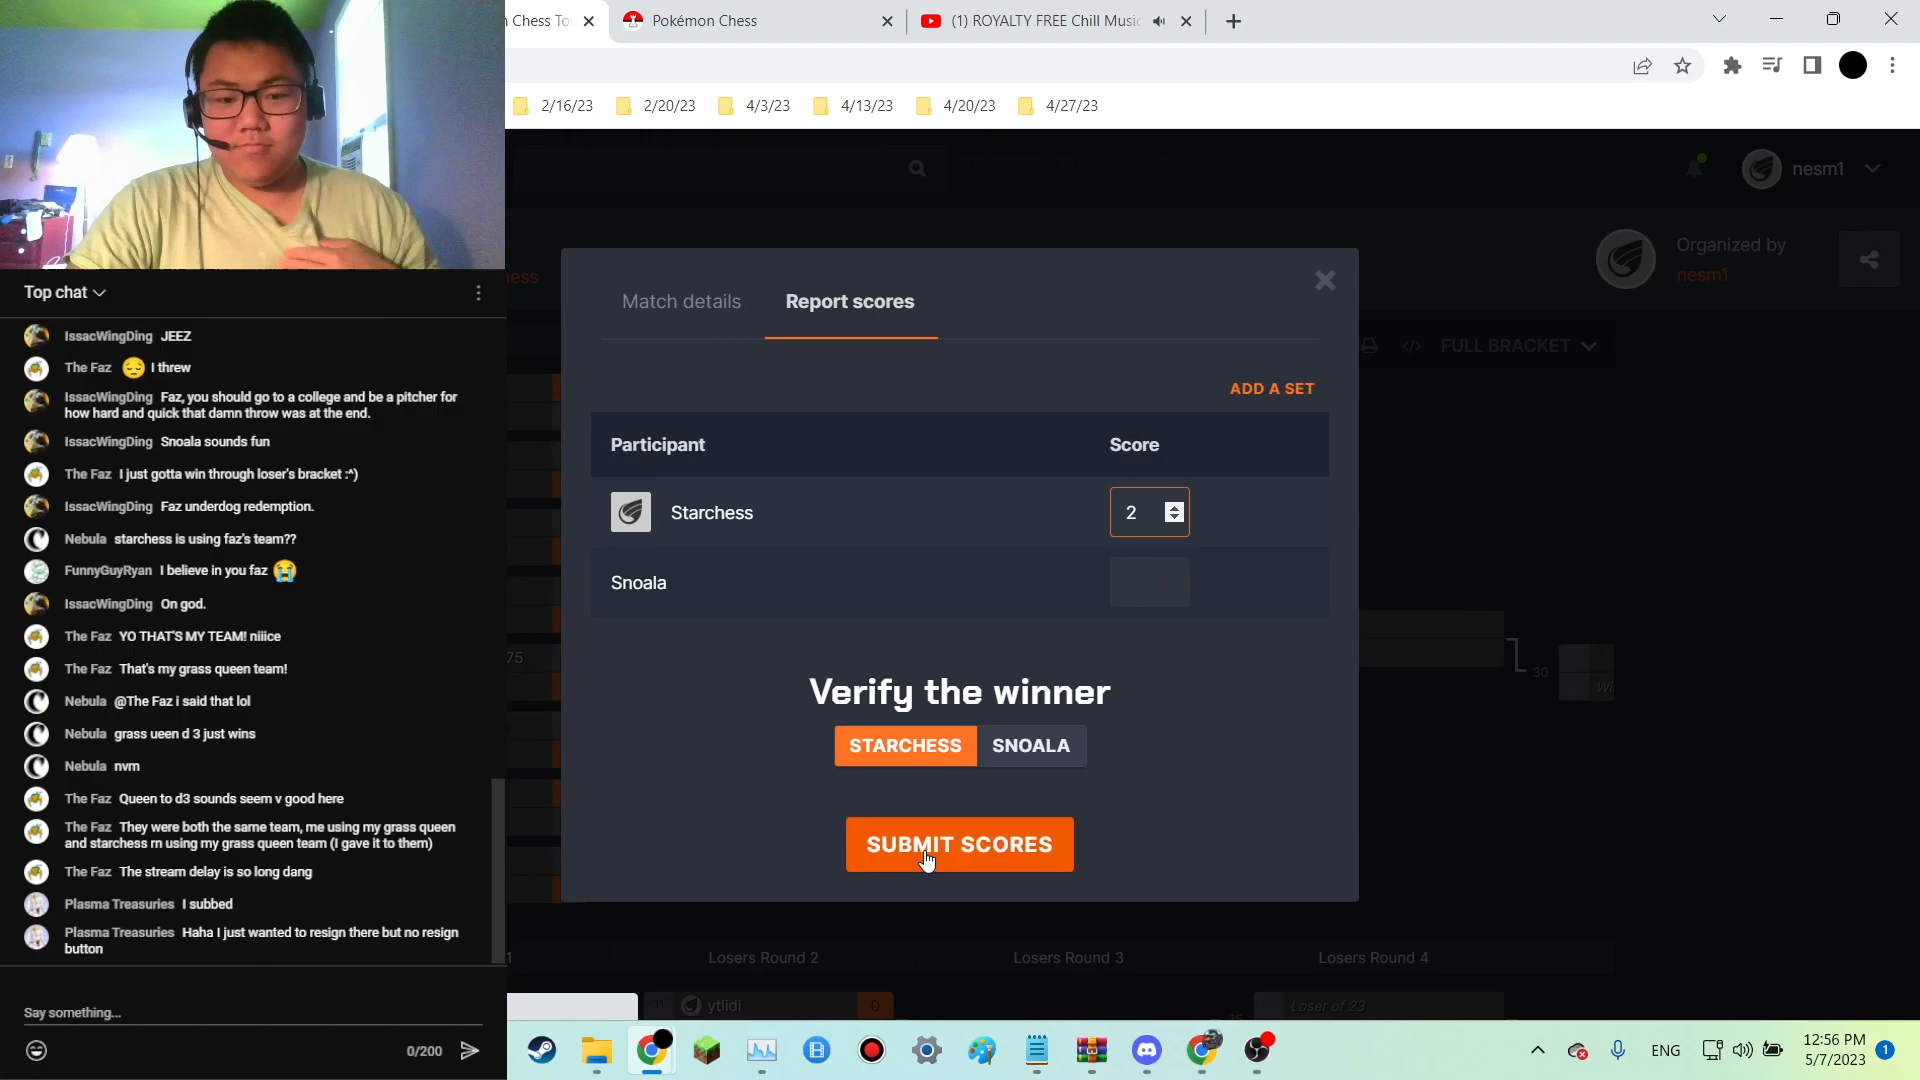 n Chess To
Pokémon Chess
(1) ROYALTY FREE Chill Music
2/16/23
2/20/23
4/3/23
4/13/23
4/20/23
4/27/23
nesm1
Organized by
nesm1
ess
FULL BRACKET
Match details
Report scores
ADD A SET
Participant
Score
Starchess
2
Snoala
Verify the winner
STARCHESS
SNOALA
SUBMIT SCORES
75
30
Losers Round 2
Losers Round 3
Losers Round 4
11
ytlidi
0
Loser of 23
Top chat
IssacWingDing JEEZ
The Faz 😔 I threw
IssacWingDing Faz, you should go to a college and be a pitcher for
how hard and quick that damn throw was at the end.
IssacWingDing Snoala sounds fun
The Faz I just gotta win through loser's bracket :^)
IssacWingDing Faz underdog redemption.
Nebula starchess is using faz's team??
FunnyGuyRyan I believe in you faz 😭
IssacWingDing On god.
The Faz YO THAT'S MY TEAM! niiice
The Faz That's my grass queen team!
Nebula @The Faz i said that lol
Nebula grass ueen d 3 just wins
Nebula nvm
The Faz Queen to d3 sounds seem v good here
The Faz They were both the same team, me using my grass queen
and starchess rn using my grass queen team (I gave it to them)
The Faz The stream delay is so long dang
Plasma Treasuries I subbed
Plasma Treasuries Haha I just wanted to resign there but no resign
button
Say something...
0/200
ENG
12:56 PM
5/7/2023
1